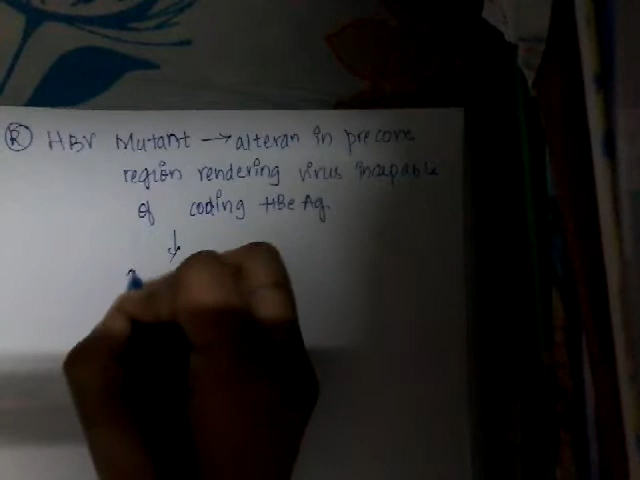 (R) HBV Mutant → alteran in precore
region rendering virus incapable
of coding HBe Ag.
↓